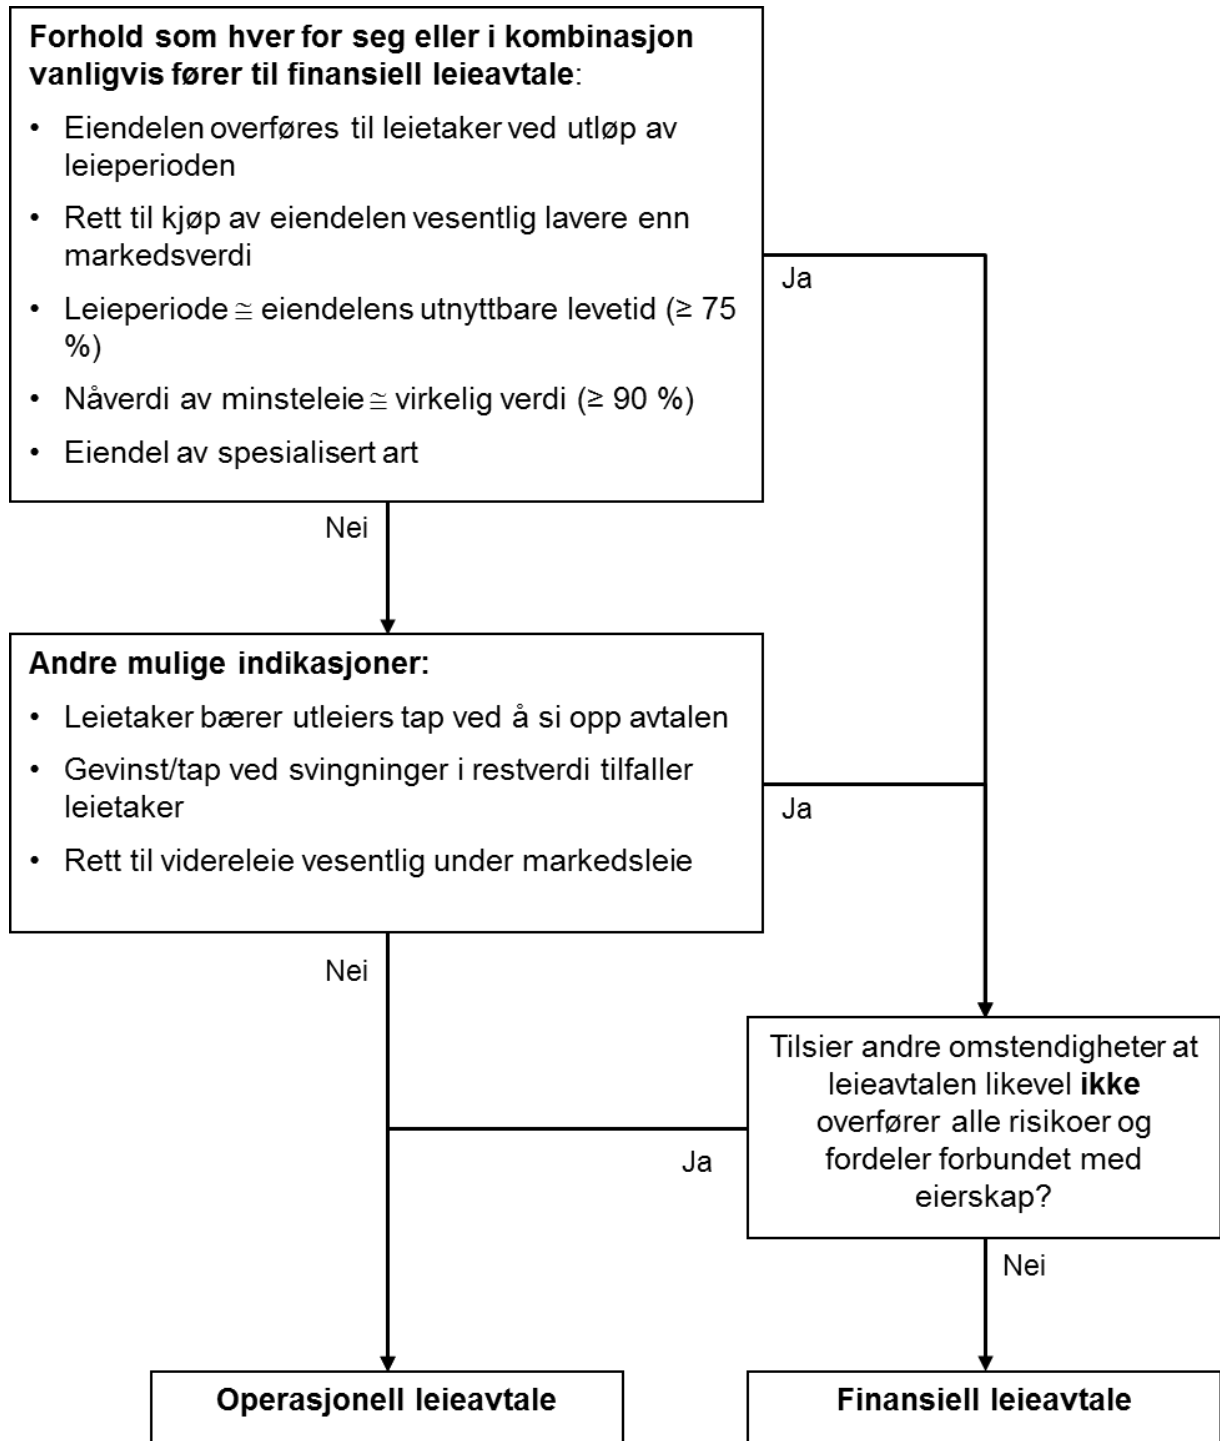 Forhold som hver for seg eller i kombinasjon
vanligvis fører til finansiell leieavtale:
• Eiendelen overføres til leietaker ved utløp av
leieperioden
• Rett til kjøp av eiendelen vesentlig lavere enn
markedsverdi
• Leieperiode ≅ eiendelens utnyttbare levetid (≥ 75
%)
• Nåverdi av minsteleie ≅ virkelig verdi (≥ 90 %)
• Eiendel av spesialisert art
Ja
Nei
Andre mulige indikasjoner:
• Leietaker bærer utleiers tap ved å si opp avtalen
• Gevinst/tap ved svingninger i restverdi tilfaller
leietaker
• Rett til videreleie vesentlig under markedsleie
Ja
Nei
Tilsier andre omstendigheter at
leieavtalen likevel ikke
overfører alle risikoer og
fordeler forbundet med
eierskap?
Ja
Nei
Operasjonell leieavtale
Finansiell leieavtale